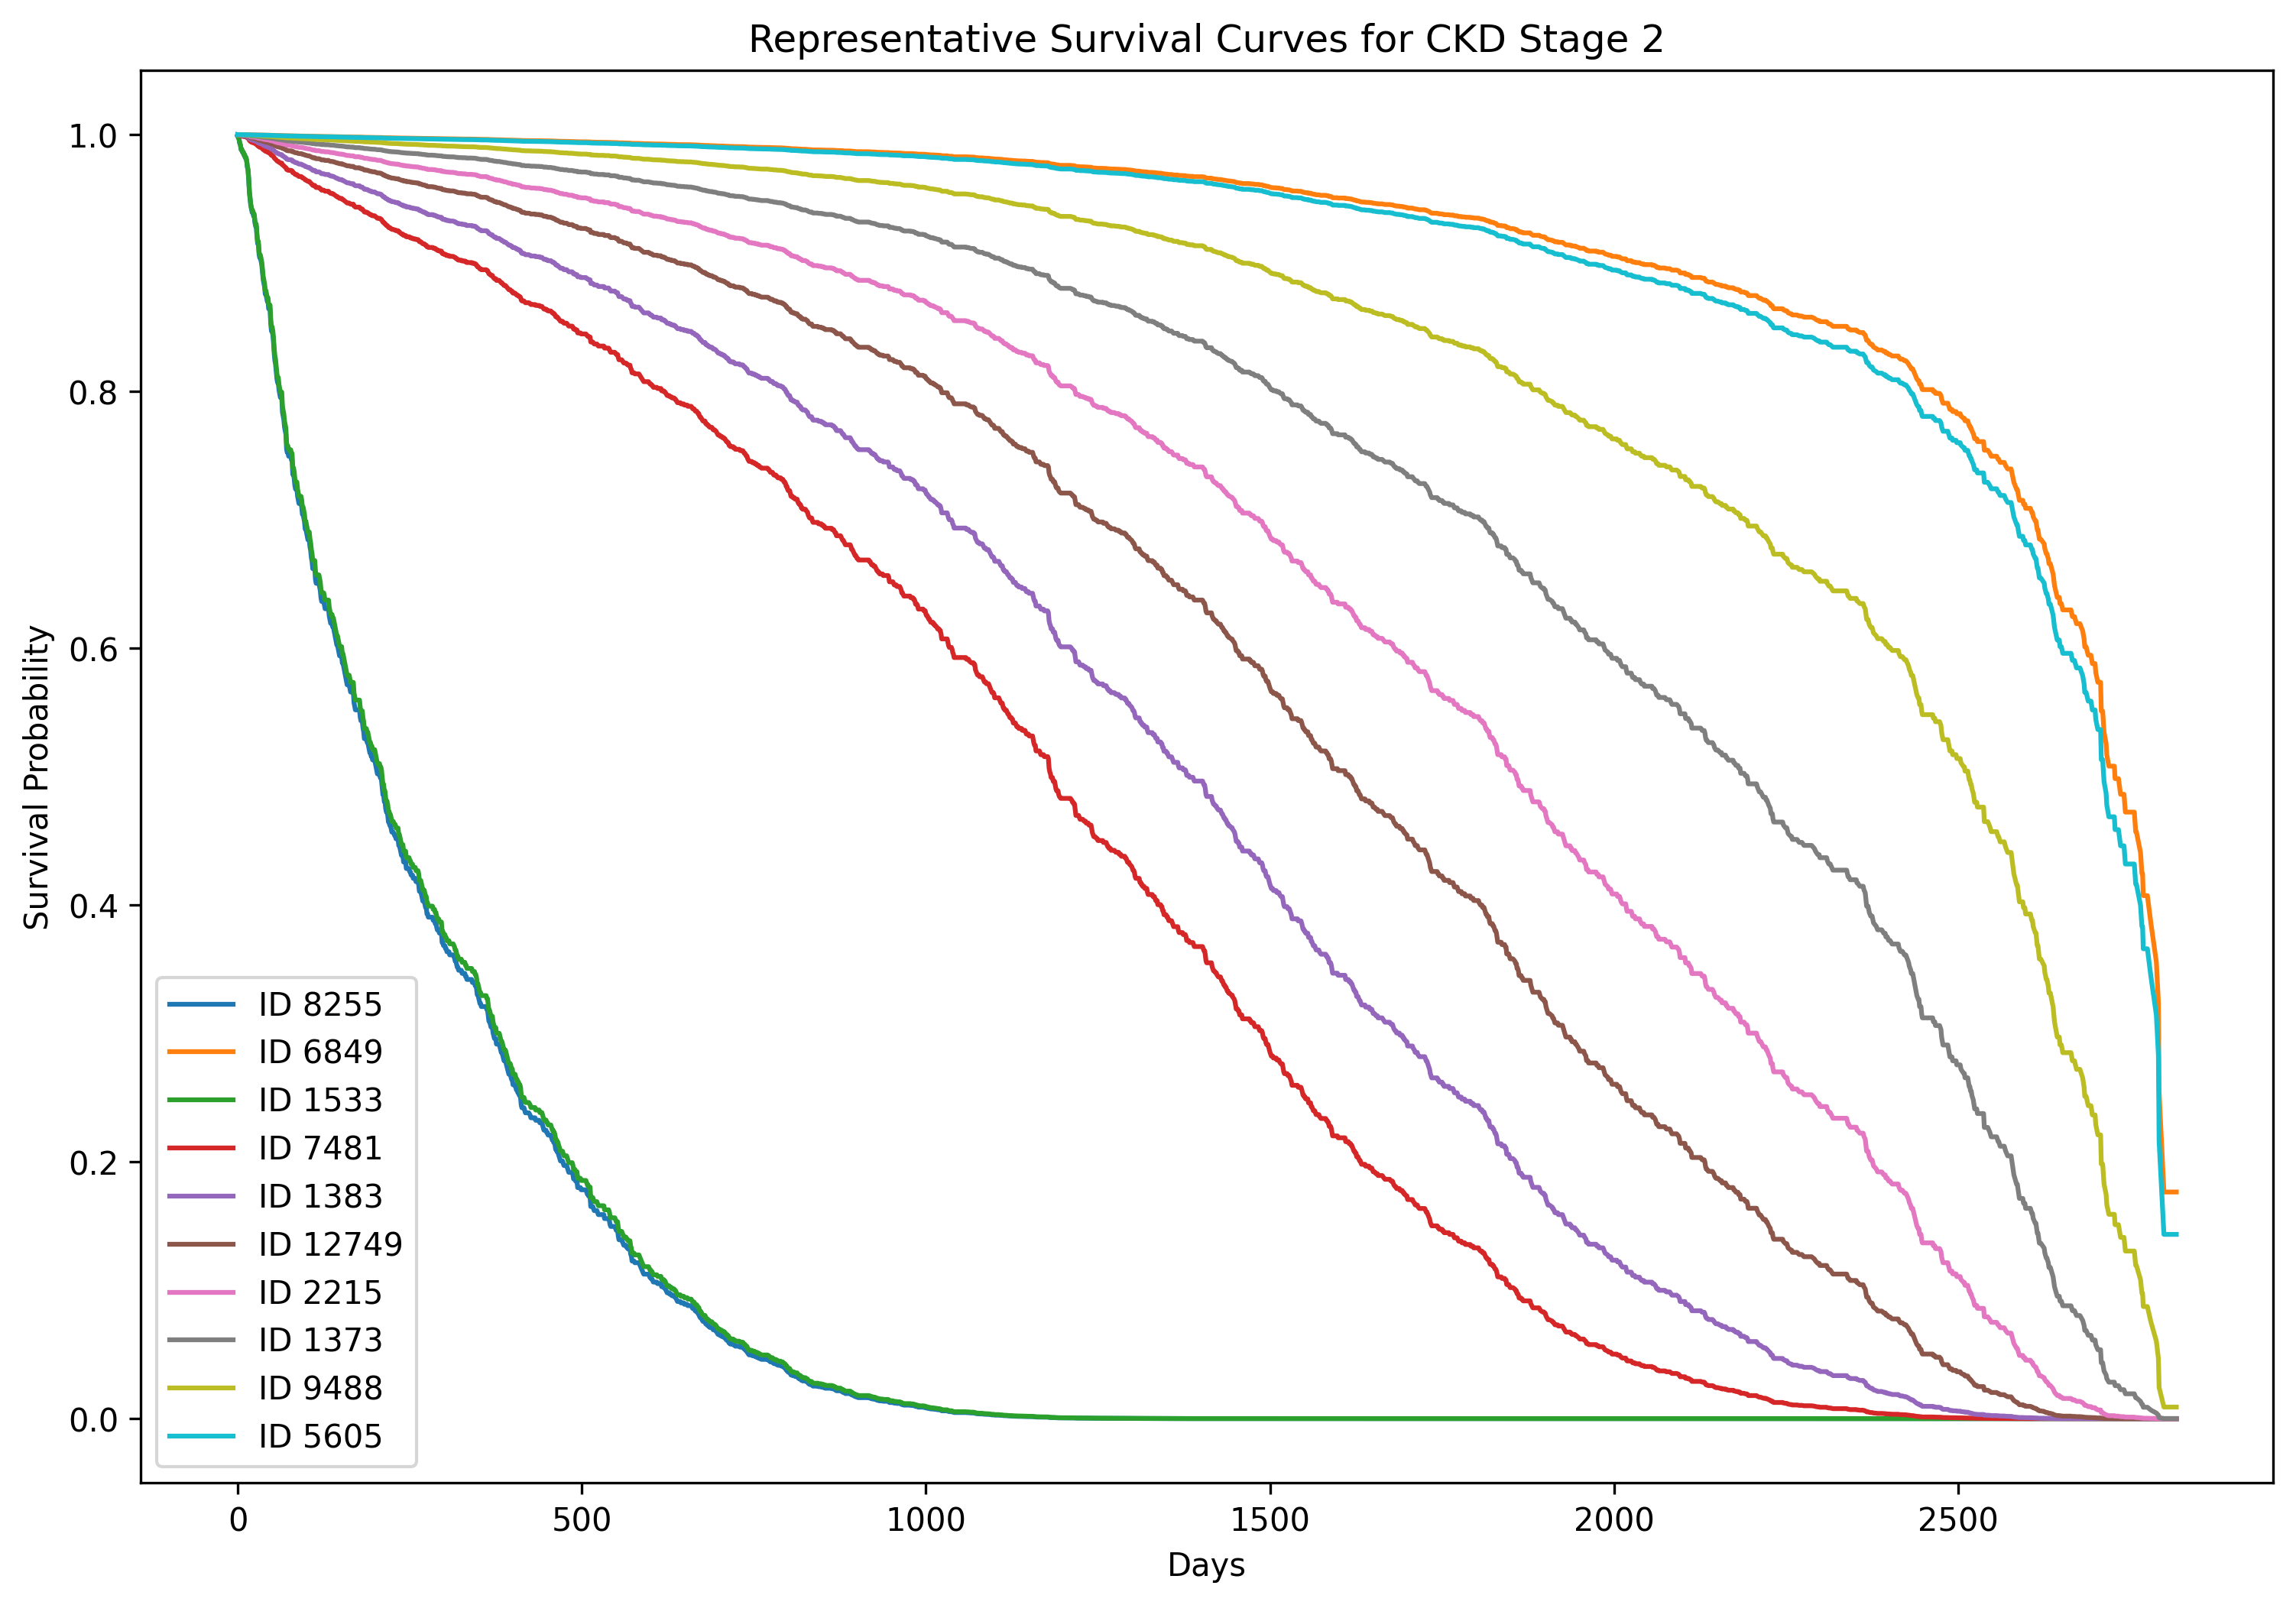 Representative Survival Curves for CKD Stage 2
Survival Probability
1.0
0.8
0.6
0.4
0.2
0.0
ID 8255
ID 6849
ID 1533
ID 7481
ID 1383
ID 12749
ID 2215
ID 1373
ID 9488
ID 5605
0 500 1000 1500 2000 2500
Days